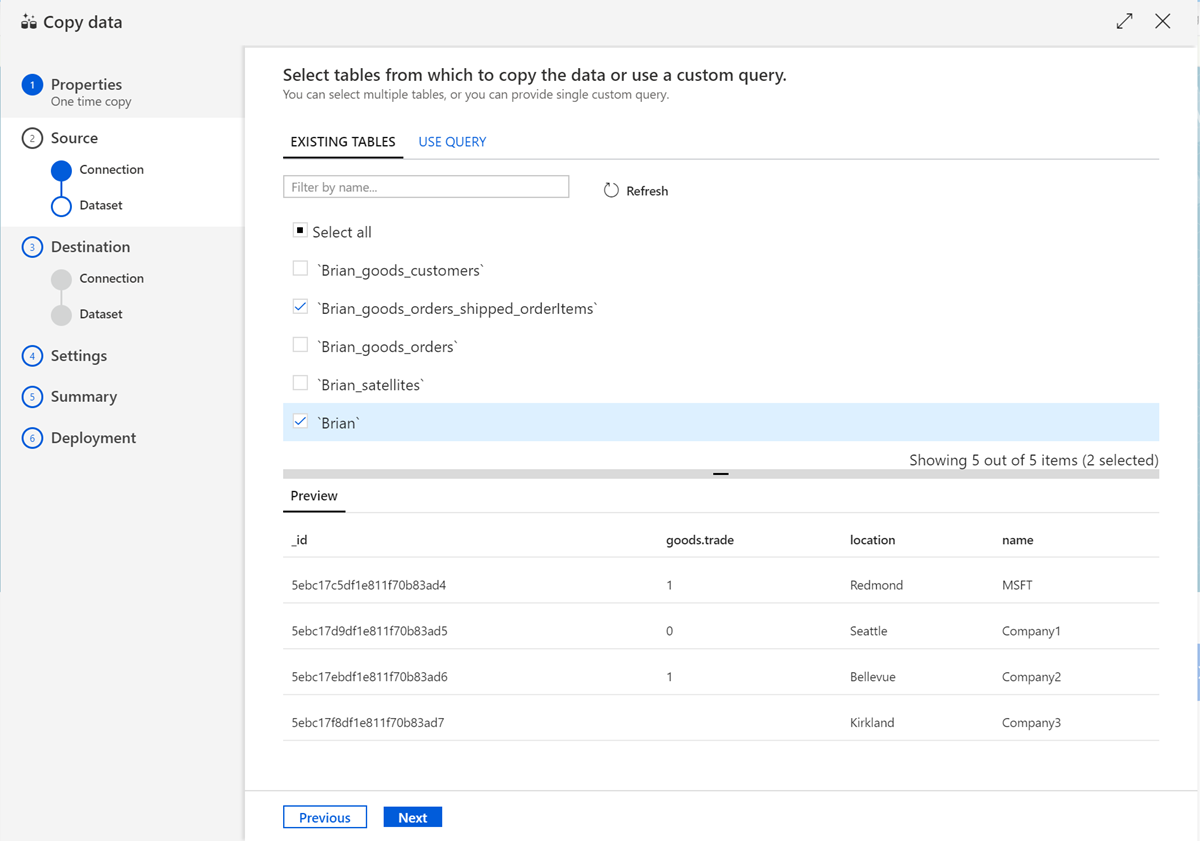 Copy data
1 Properties
One time copy
2 Source
Connection
Dataset
3 Destination
Connection
Dataset
4 Settings
5 Summary
6 Deployment
Select tables from which to copy the data or use a custom query.
You can select multiple tables, or you can provide single custom query.
EXISTING TABLES USE QUERY
Filter by name... Refresh
Select all
`Brian_goods_customers`
`Brian_goods_orders_shipped_orderItems`
`Brian_goods_orders`
`Brian_satellites`
`Brian`
Showing 5 out of 5 items (2 selected)
Preview
_id goods.trade location name
5ebc17c5df1e811f70b83ad4 1 Redmond MSFT
5ebc17d9df1e811f70b83ad5 0 Seattle Company1
5ebc17ebdf1e811f70b83ad6 1 Bellevue Company2
5ebc17f8df1e811f70b83ad7 Kirkland Company3
Previous Next